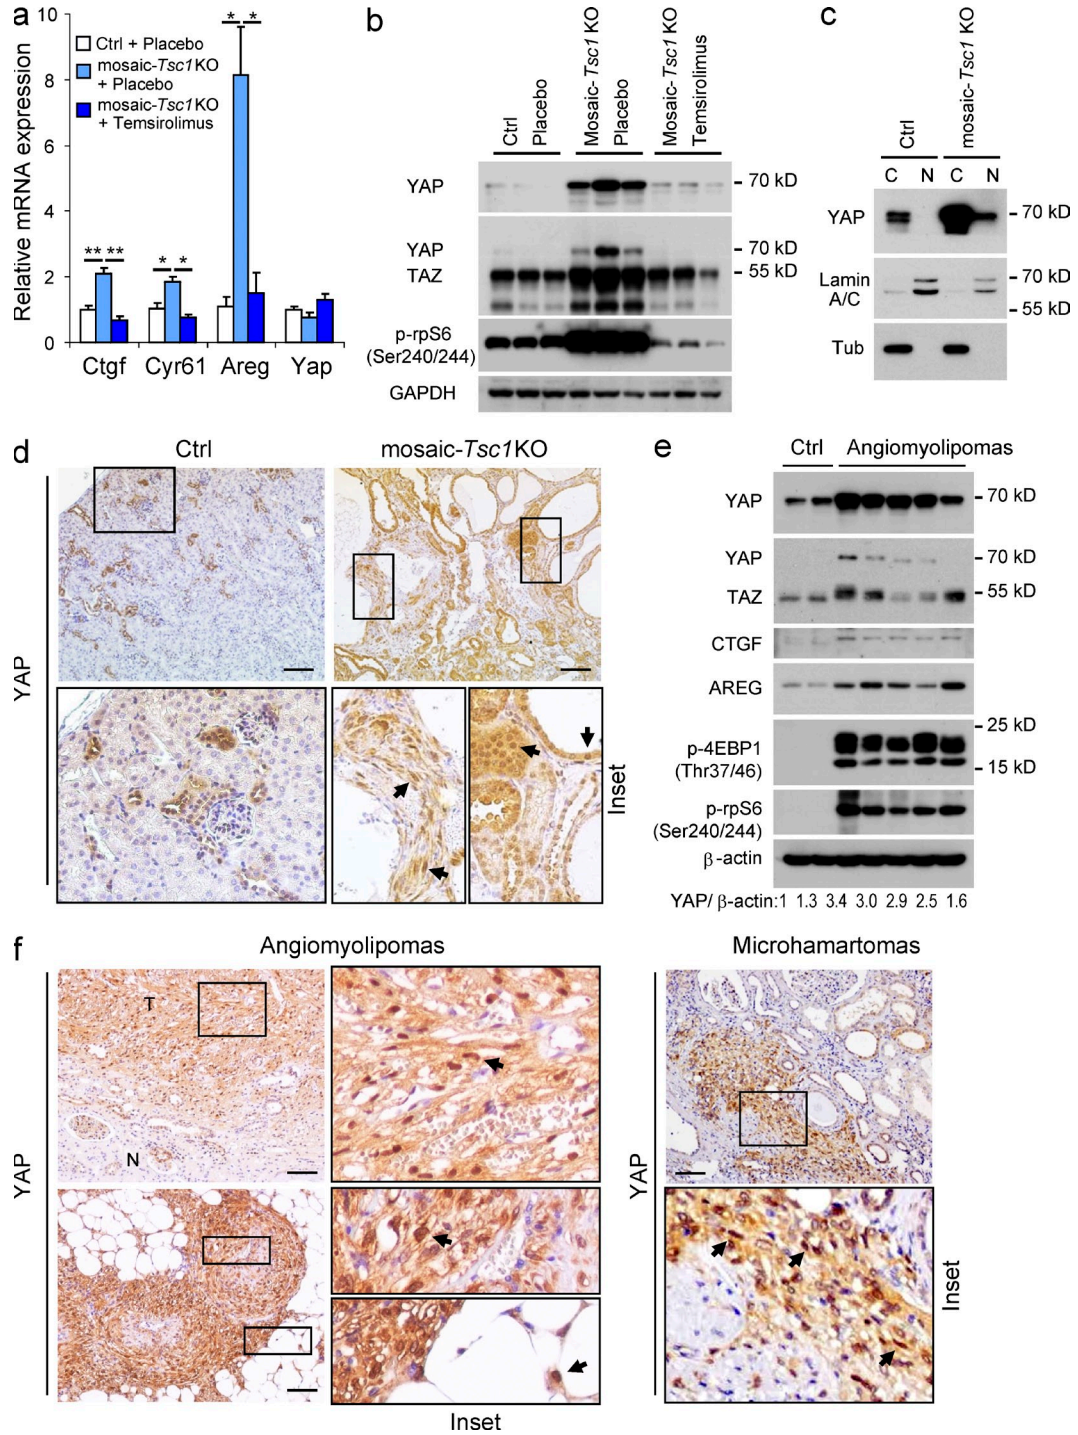 a
10
8
6
4
2
0
Relative mRNA expression
Ctrl + Placebo
mosaic-Tsc1KO
+ Placebo
mosaic-Tsc1KO
+ Temsirolimus
** **
* *
* *
Ctgf Cyr61 Areg Yap
b
Ctrl
Placebo
Mosaic-Tsc1KO
Placebo
Mosaic-Tsc1KO
Temsirolimus
YAP
70 kD
YAP
70 kD
TAZ
55 kD
p-rpS6
(Ser240/244)
GAPDH
c
Ctrl
mosaic-Tsc1 KO
C N C N
YAP
70 kD
Lamin
A/C
70 kD
55 kD
Tub
d
Ctrl
mosaic-Tsc1KO
YAP
Inset
e
Ctrl Angiomyolipomas
YAP
70 kD
YAP
70 kD
TAZ
55 kD
CTGF
AREG
25 kD
p-4EBP1
(Thr37/46)
15 kD
p-rpS6
(Ser240/244)
β-actin
YAP/ β-actin:1 1.3 3.4 3.0 2.9 2.5 1.6
f
Angiomyolipomas
YAP
T
N
Inset
Microhamartomas
YAP
Inset